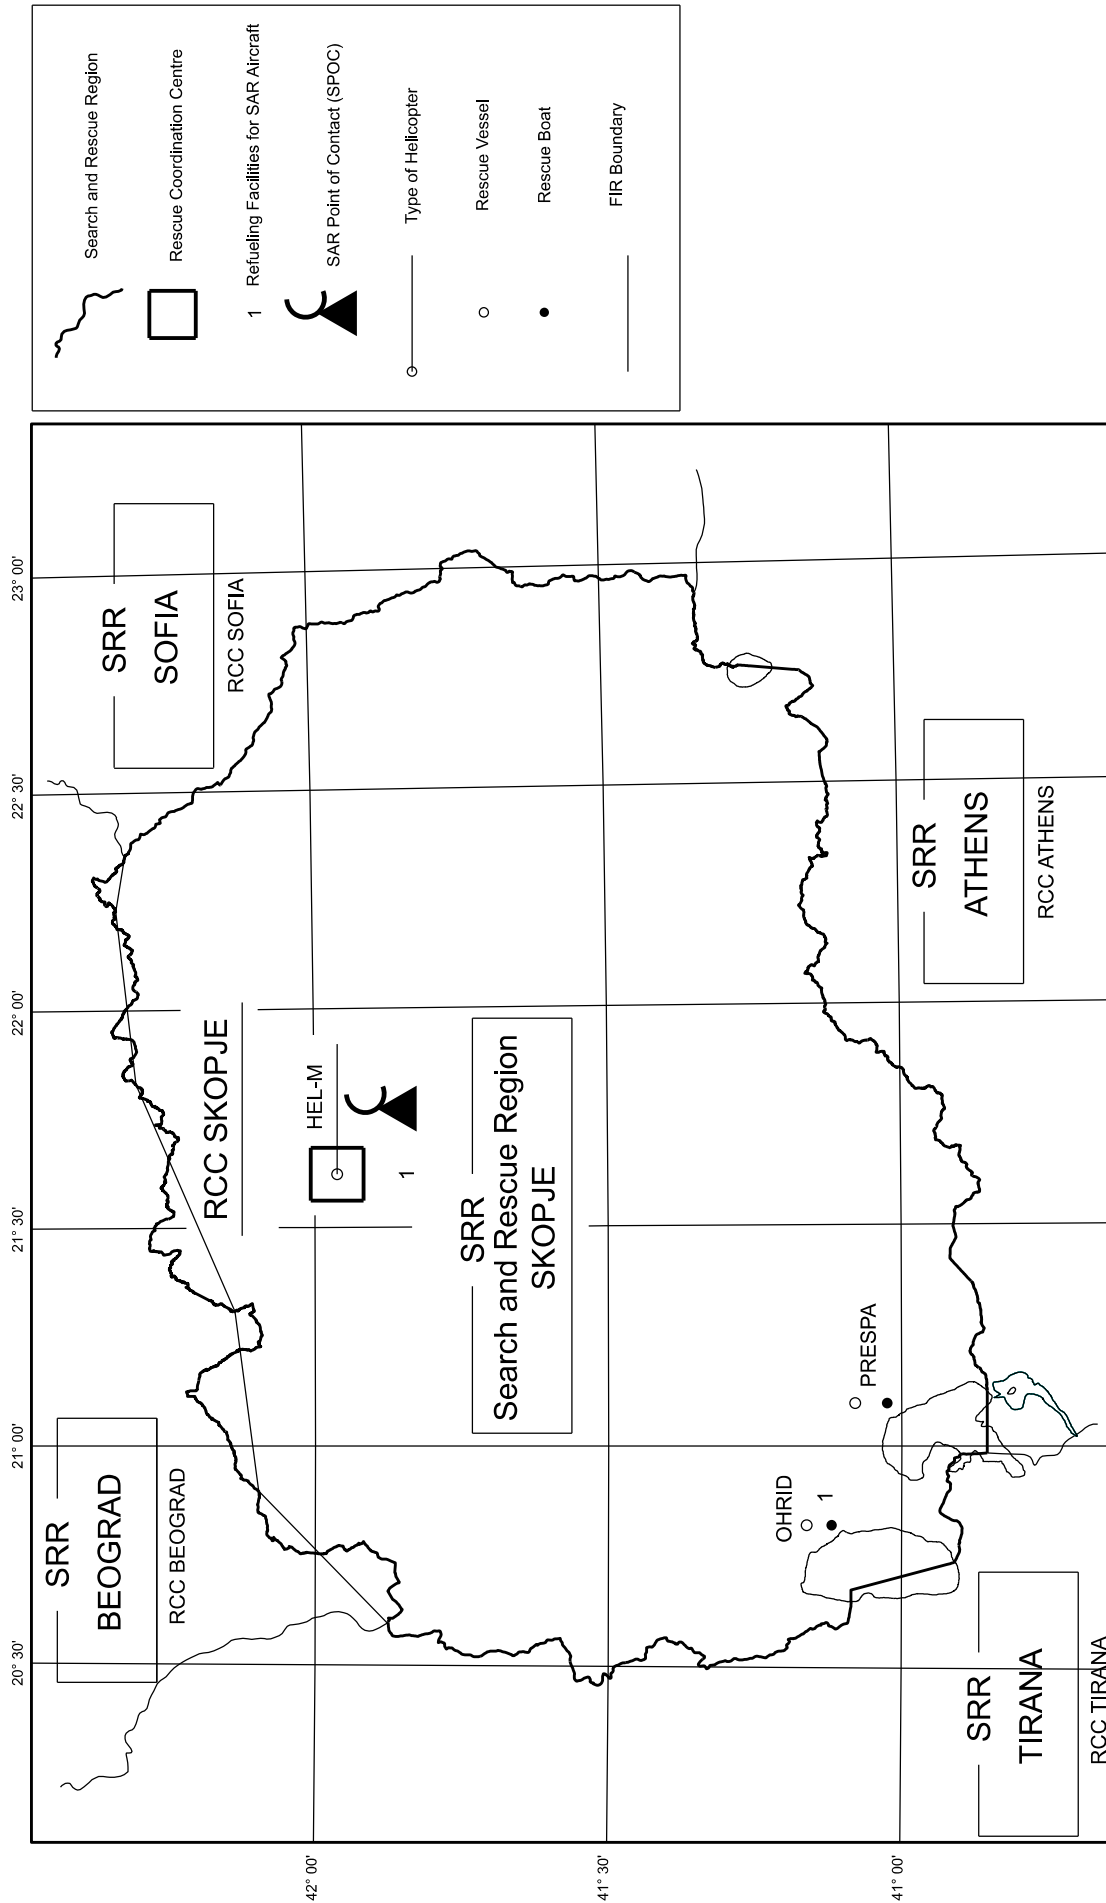 20° 30'
21° 00'
21° 30'
22° 00'
22° 30'
23° 00'
42° 00'
41° 30'
41° 00'
SRR
BEOGRAD
RCC BEOGRAD
SRR
SOFIA
RCC SOFIA
RCC SKOPJE
HEL-M
1
SRR
Search and Rescue Region
SKOPJE
OHRID
1
PRESPA
SRR
ATHENS
RCC ATHENS
SRR
TIRANA
RCC TIRANA
Search and Rescue Region
Rescue Coordination Centre
1 Refueling Facilities for SAR Aircraft
SAR Point of Contact (SPOC)
Type of Helicopter
Rescue Vessel
Rescue Boat
FIR Boundary